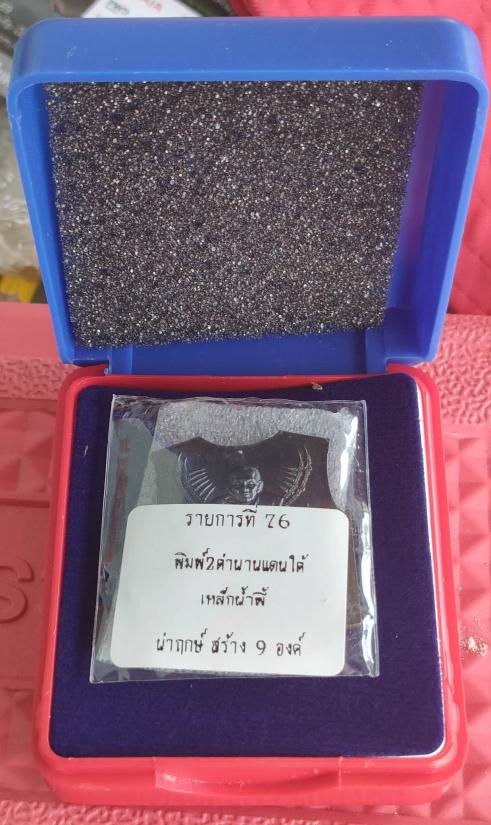 รายการที่ 76
พิมพ์2ตำนานแดนใต้
เหล็กน้ำพี้
นำฤกษ์ สร้าง 9 องค์